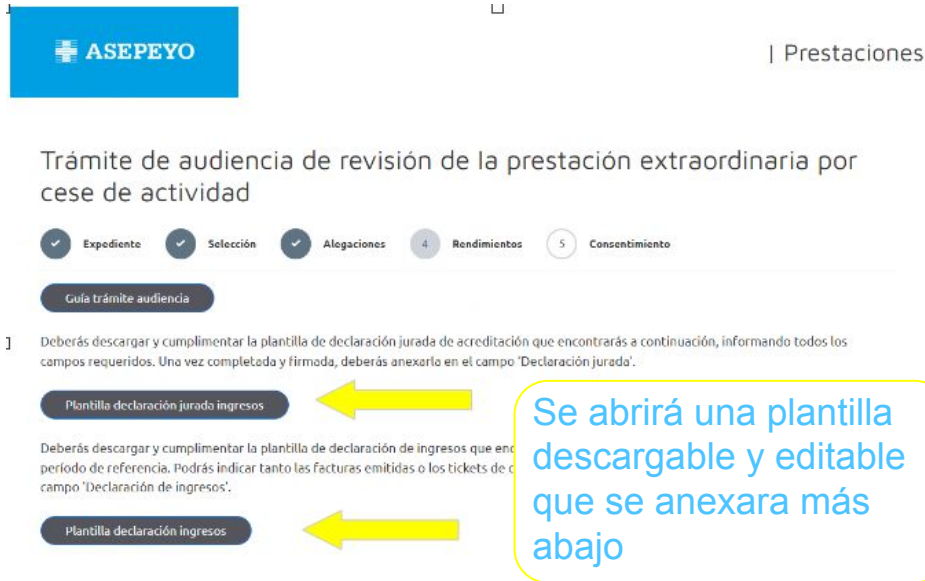 ASEPEYO
| Prestaciones
Trámite de audiencia de revisión de la prestación extraordinaria por
cese de actividad
Expediente
Selección
Alegaciones
4 Rendimientos
5 Consentimiento
Guía trámite audiencia
Deberás descargar y cumplimentar la plantilla de declaración jurada de acreditación que encontrarás a continuación, informando todos los
campos requeridos. Una vez completada y firmada, deberás anexarla en el campo 'Declaración jurada'.
Plantilla declaración jurada ingresos
Deberás descargar y cumplimentar la plantilla de declaración de ingresos que
período de referencia. Podrás indicar tanto las facturas emitidas o los tickets de
campo 'Declaración de ingresos'.
Plantilla declaración ingresos
Se abrirá una plantilla
descargable y editable
que se anexara más
abajo